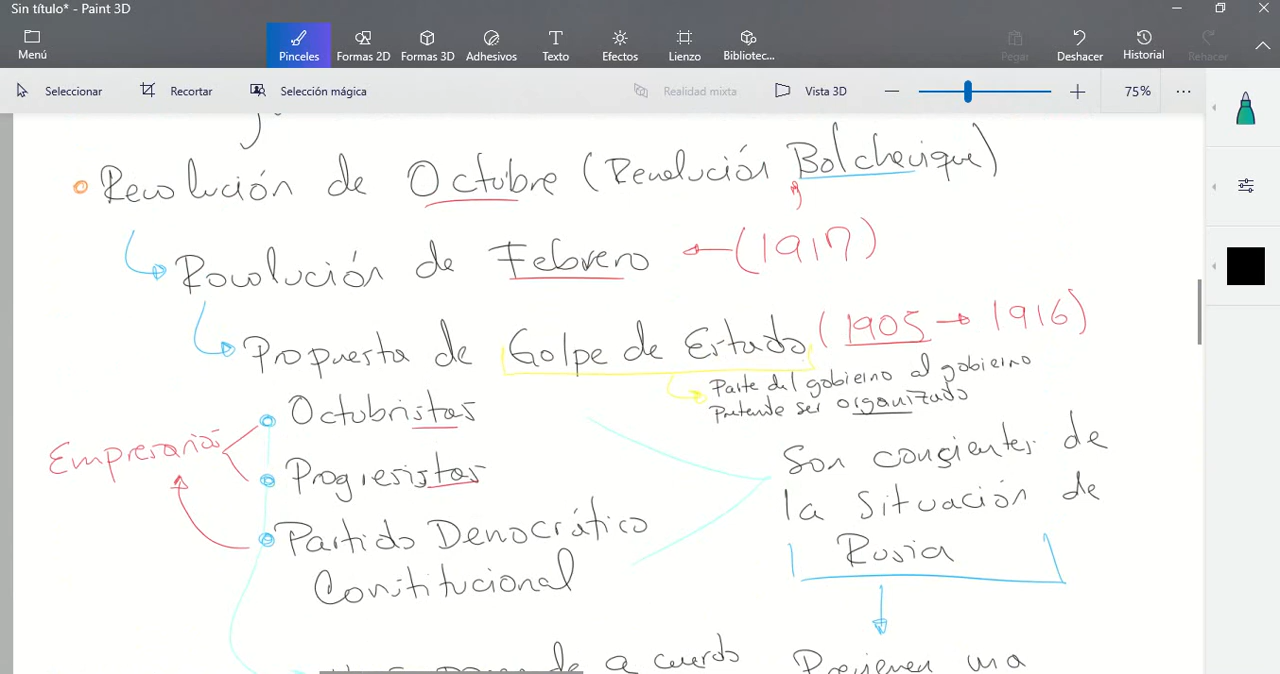 Sin título* - Paint 3D
Menú
Pinceles
Formas 2D
Formas 3D
Adhesivos
Texto
Efectos
Lienzo
Bibliotec...
Pegar
Deshacer
Historial
Rehacer
Seleccionar
Recortar
Selección mágica
Realidad mixta
Vista 3D
75%
Revolución de Octubre (Revolución Bolchevique)
Revolución de Febrero (1917)
Propuesta de Golpe de Estado (1905 → 1916)
Parte del gobierno al gobierno
Pretende ser organizado
Octubristas
Empresarios
Progresistas
Partido Democrático
Constitucional
Son conscientes de
la situación de
Rusia
de acuerdo
Previenen una